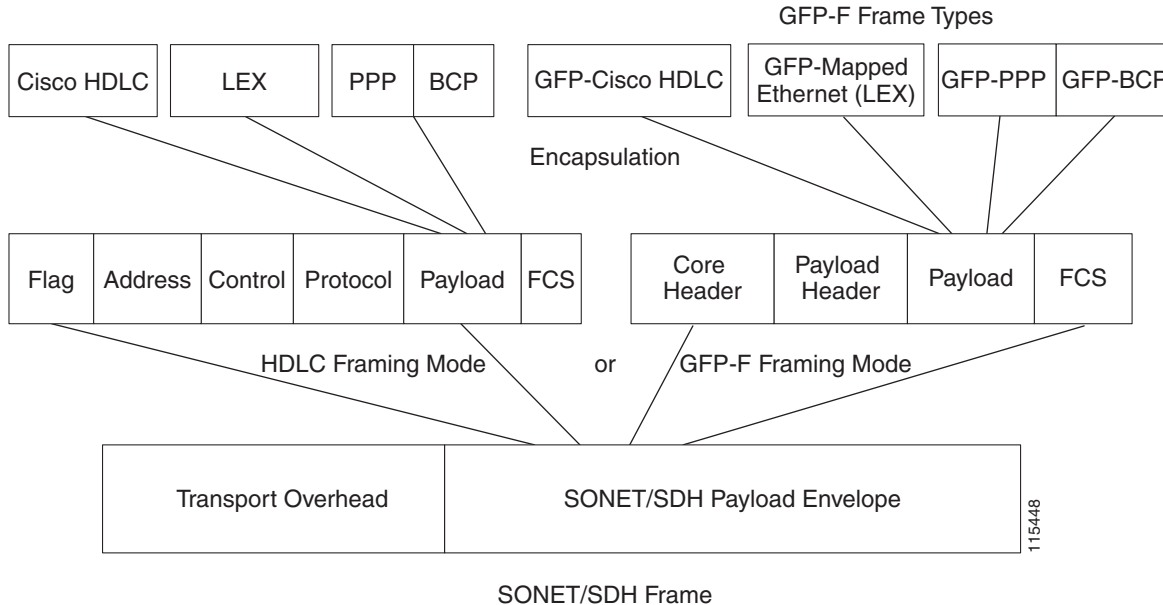 GFP-F Frame Types
Cisco HDLC
LEX
PPP
BCP
GFP-Cisco HDLC
GFP-Mapped
Ethernet (LEX)
GFP-PPP
GFP-BCP
Encapsulation
Flag
Address
Control
Protocol
Payload
FCS
Core
Header
Payload
Header
Payload
FCS
HDLC Framing Mode
or
GFP-F Framing Mode
Transport Overhead
SONET/SDH Payload Envelope
115448
SONET/SDH Frame